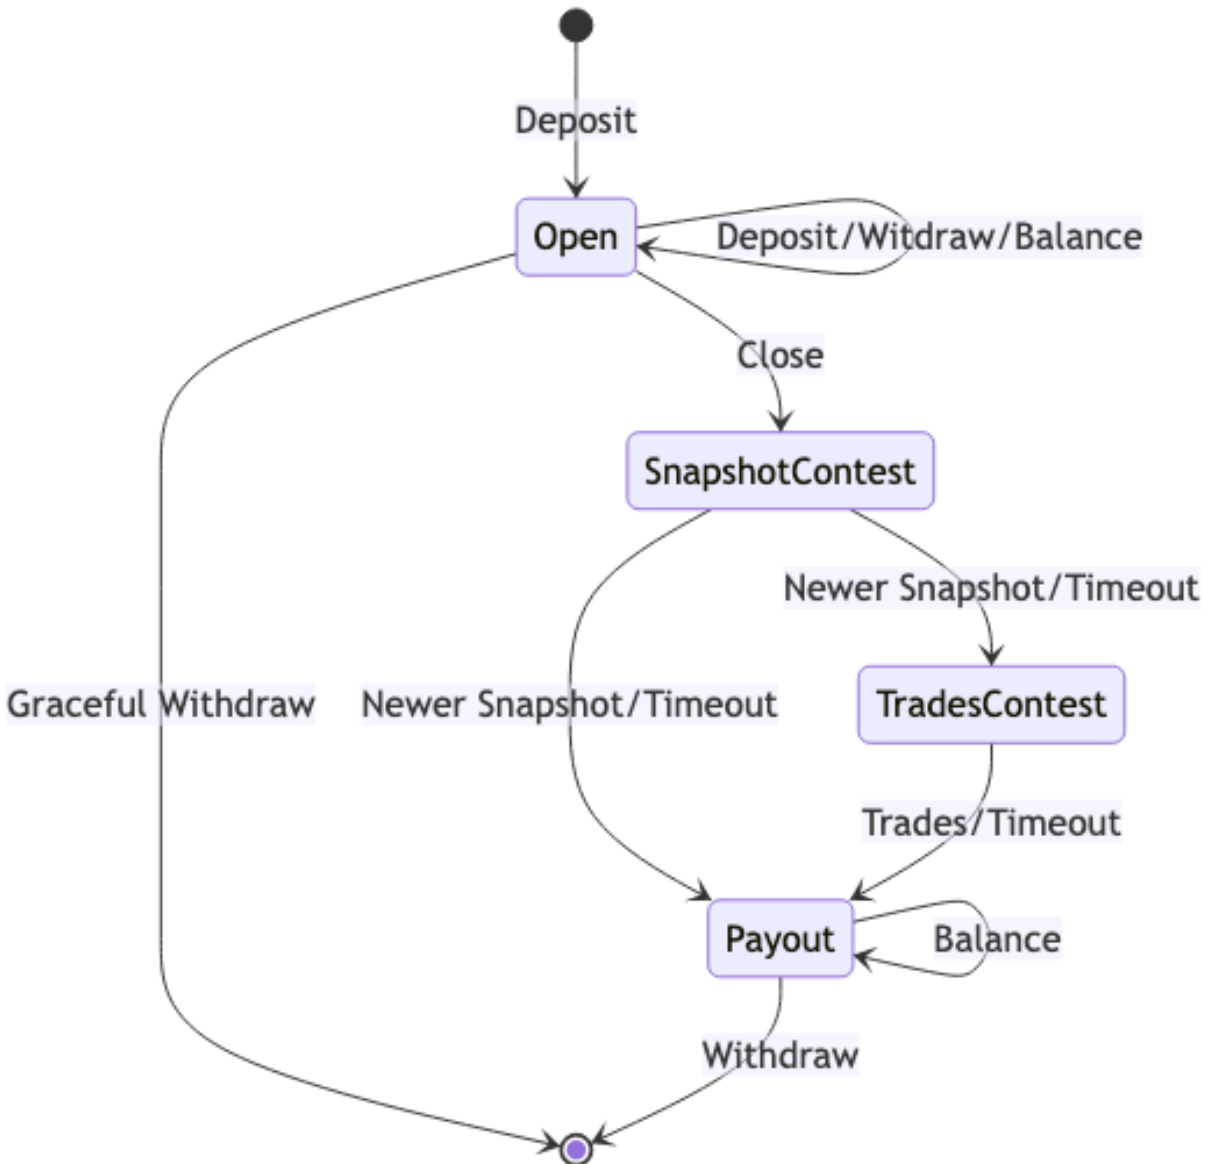 Deposit
Open
Deposit/Witdraw/Balance
Close
SnapshotContest
Newer Snapshot/Timeout
Graceful Withdraw
Newer Snapshot/Timeout
TradesContest
Trades/Timeout
Payout
Balance
Withdraw